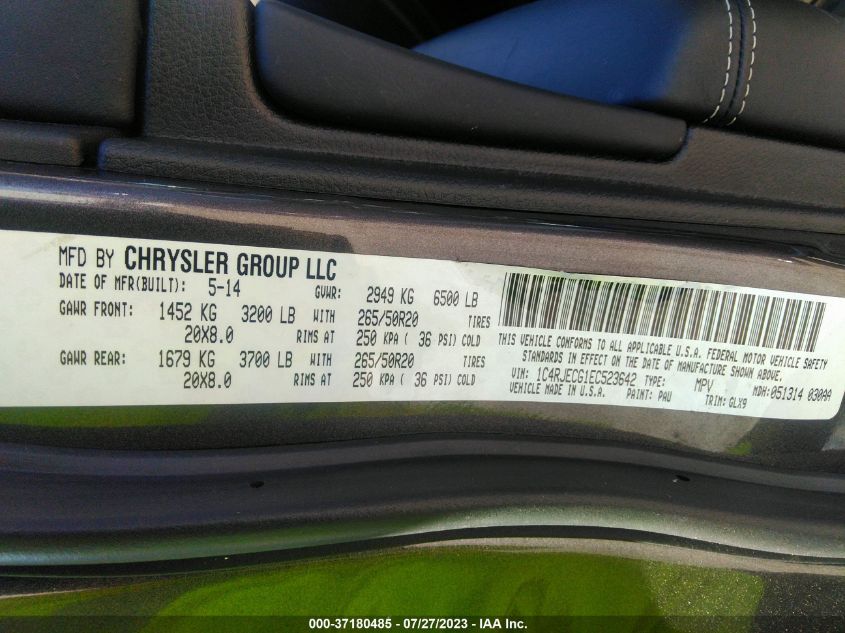 MFD BY CHRYSLER GROUP LLC
DATE OF MFR(BUILT): 5-14 GVWR: 2949 KG 6500 LB
GAWR FRONT: 1452 KG 3200 LB WITH 265/50R20 TIRES
20X8.0 RIMS AT 250 KPA ( 36 PSI) COLD
GAWR REAR: 1679 KG 3700 LB WITH 265/50R20 TIRES
20X8.0 RIMS AT 250 KPA ( 36 PSI) COLD
THIS VEHICLE CONFORMS TO ALL APPLICABLE U.S.A. FEDERAL MOTOR VEHICLE SAFETY
STANDARDS IN EFFECT ON THE DATE OF MANUFACTURE SHOWN ABOVE,
VIN: 1C4RJECG1EC523642 TYPE: MPV MDH:051314 030AA
VEHICLE MADE IN U.S.A. PAINT: PAU TRIM: GLX9
000-37180485 - 07/27/2023 - IAA Inc.